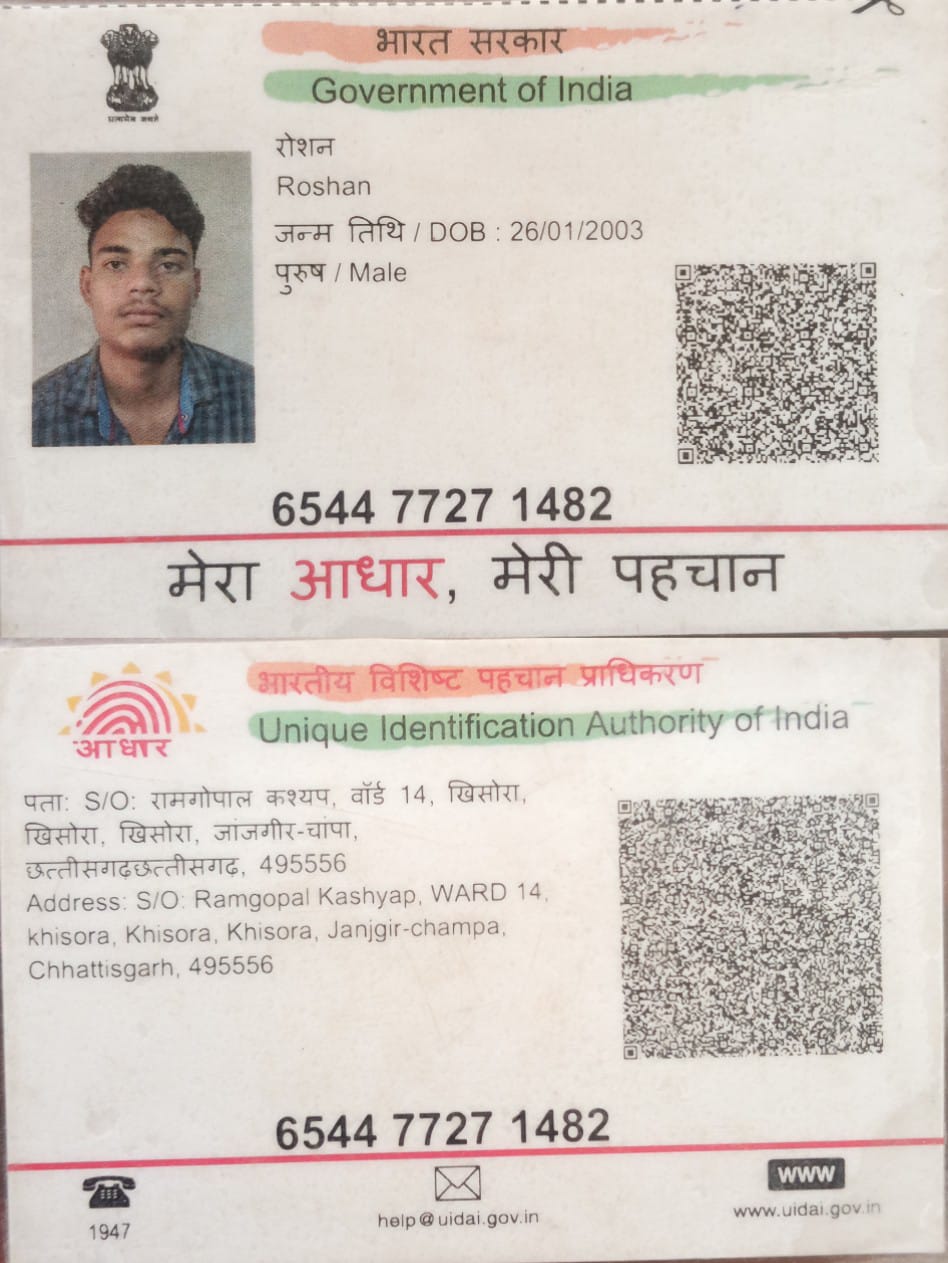 भारत सरकार
Government of India
रोशन
Roshan
जन्म तिथि / DOB : 26/01/2003
पुरुष / Male
6544 7727 1482
मेरा आधार, मेरी पहचान
भारतीय विशिष्ट पहचान प्राधिकरण
Unique Identification Authority of India
आधार
पता: S/O: रामगोपाल कश्यप, वॉर्ड 14, खिसोरा,
खिसोरा, खिसोरा, जांजगीर-चांपा,
छत्तीसगढ़छत्तीसगढ़, 495556
Address: S/O: Ramgopal Kashyap, WARD 14,
khisora, Khisora, Khisora, Janjgir-champa,
Chhattisgarh, 495556
6544 7727 1482
1947
help@uidai.gov.in
www
www.uidai.gov.in